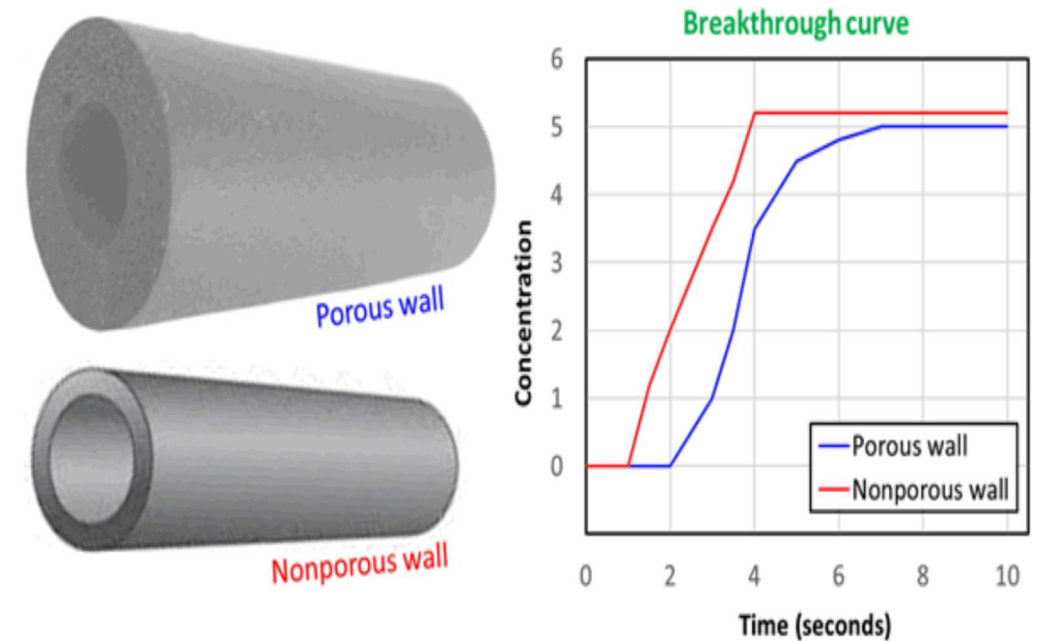 Porous wall
Nonporous wall
Breakthrough curve
6
5
4
3
2
1
0
Concentration
0 2 4 6 8 10
Time (seconds)
Porous wall
Nonporous wall